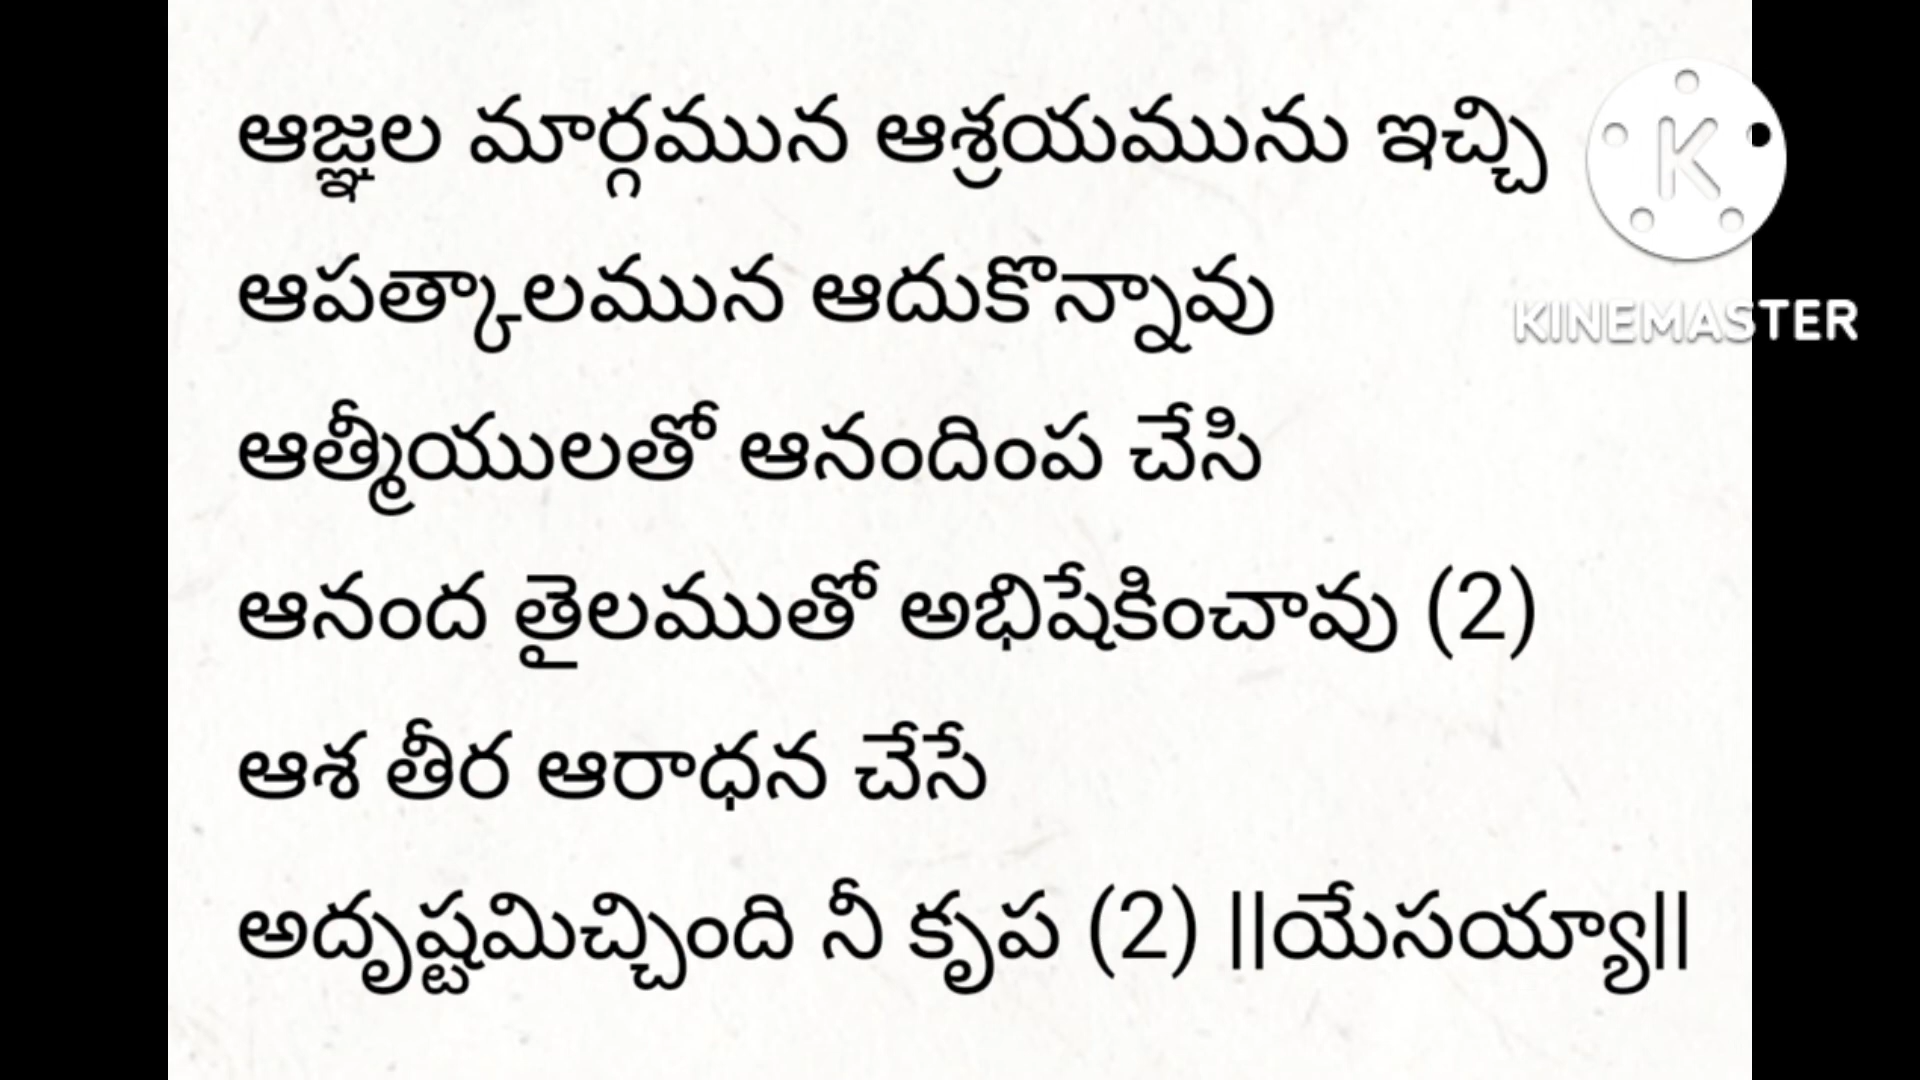 ఆజ్ఞల మార్గమున ఆశ్రయమును ఇచ్చి
ఆపత్కాలమున ఆదుకొన్నావు
ఆత్మీయులతో ఆనందింప చేసి
ఆనంద తైలముతో అభిషేకించావు (2)
ఆశ తీర ఆరాధన చేసే
అదృష్టమిచ్చింది నీ కృప (2) ||యేసయ్యా||
K
KINEMASTER